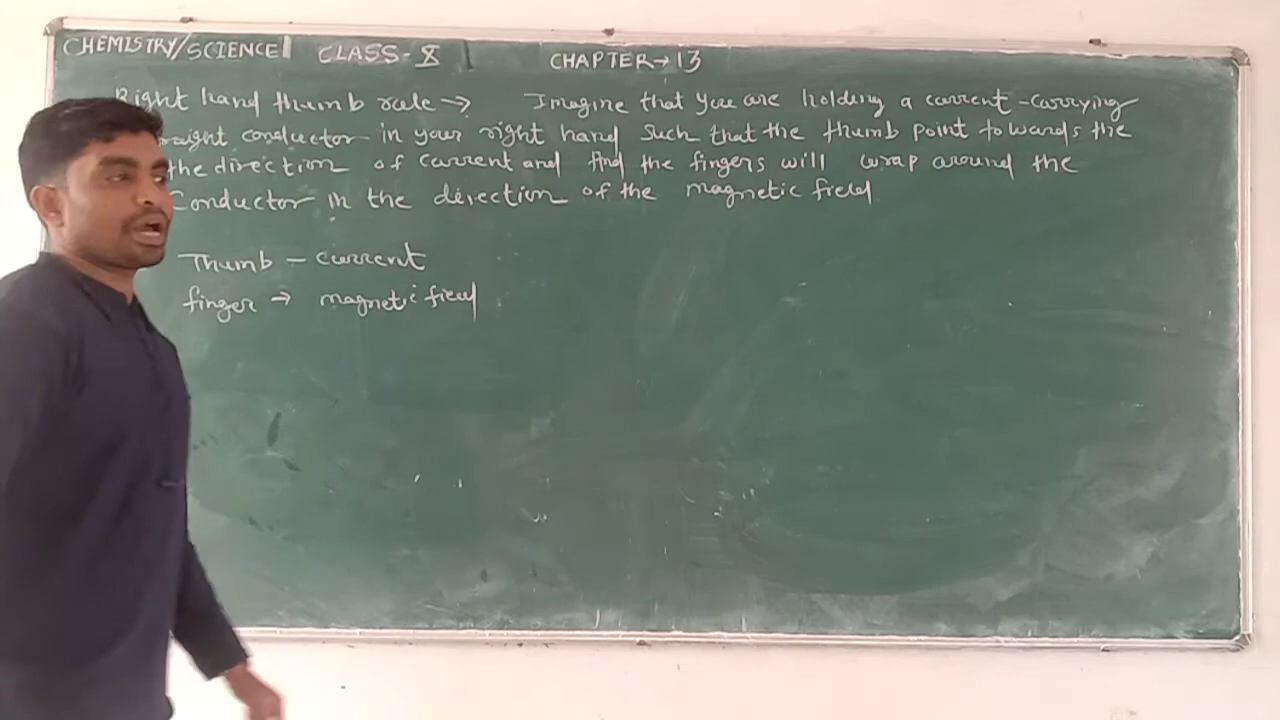 CHEMISTRY/SCIENCE CLASS-X CHAPTER→13
Right hand thumb rule → Imagine that you are holding a current-carrying
raight conductor in your right hand such that the thumb point towards the
the direction of current and the fingers will wrap around the
Conductor in the direction of the magnetic field
Thumb - current
finger → magnetic field